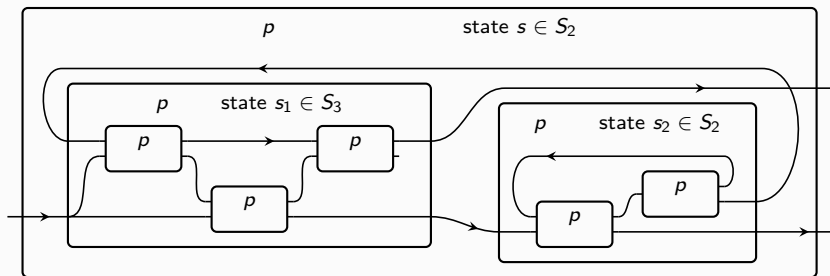 p state s ∈ S₂
p state s₁ ∈ S₃
p p
p
p state s₂ ∈ S₂
p
p